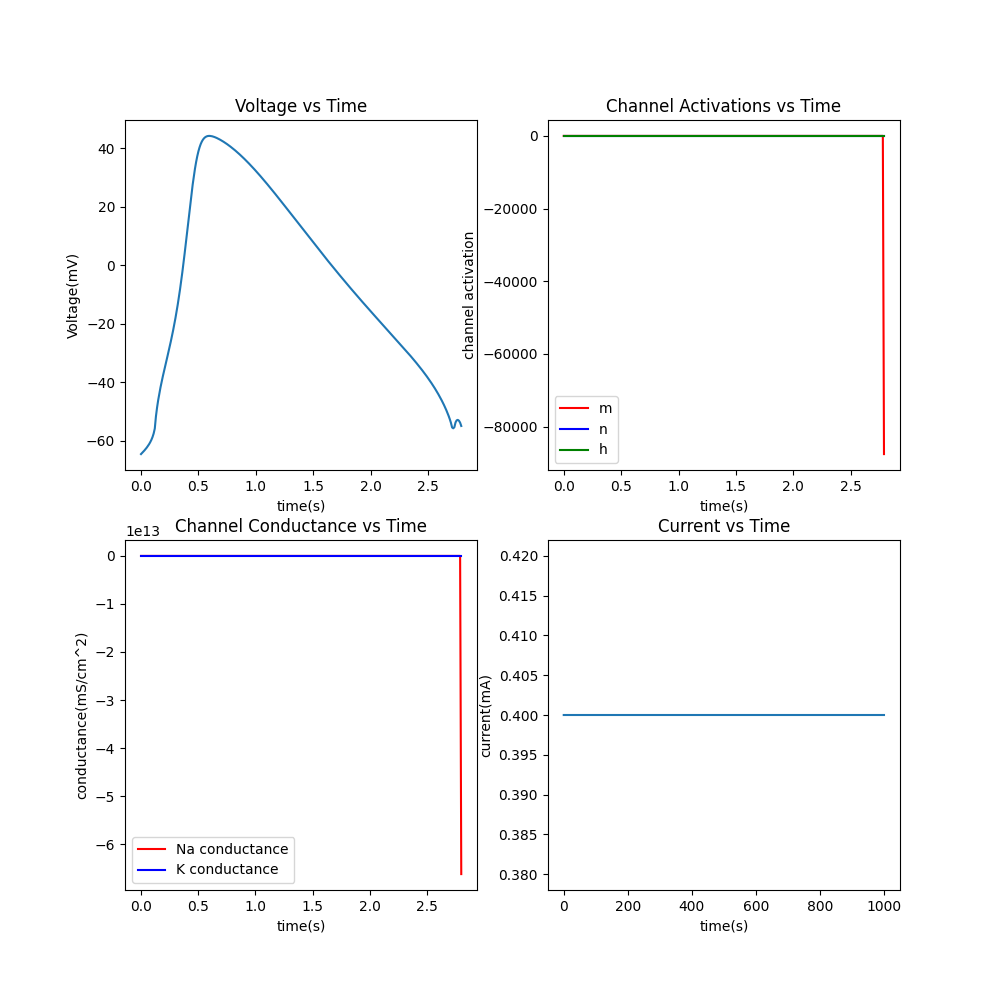 Voltage vs Time
40
20
0
−20
−40
−60
Voltage(mV)
0.0 0.5 1.0 1.5 2.0 2.5
time(s)
Channel Activations vs Time
0
−20000
−40000
−60000
−80000
channel activation
m
n
h
0.0 0.5 1.0 1.5 2.0 2.5
time(s)
Channel Conductance vs Time
1e13
0
−1
−2
−3
−4
−5
−6
conductance(mS/cm^2)
Na conductance
K conductance
0.0 0.5 1.0 1.5 2.0 2.5
time(s)
Current vs Time
0.420
0.415
0.410
0.405
0.400
0.395
0.390
0.385
0.380
current(mA)
0 200 400 600 800 1000
time(s)